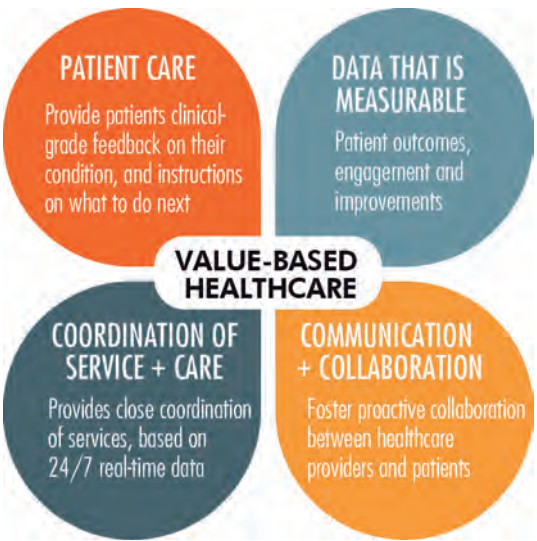 PATIENT CARE
Provide patients clinical-
grade feedback on their
condition, and instructions
on what to do next
DATA THAT IS
MEASURABLE
Patient outcomes,
engagement and
improvements
VALUE-BASED
HEALTHCARE
COORDINATION OF
SERVICE + CARE
Provides close coordination
of services, based on
24/7 real-time data
COMMUNICATION
+ COLLABORATION
Foster proactive collaboration
between healthcare
providers and patients